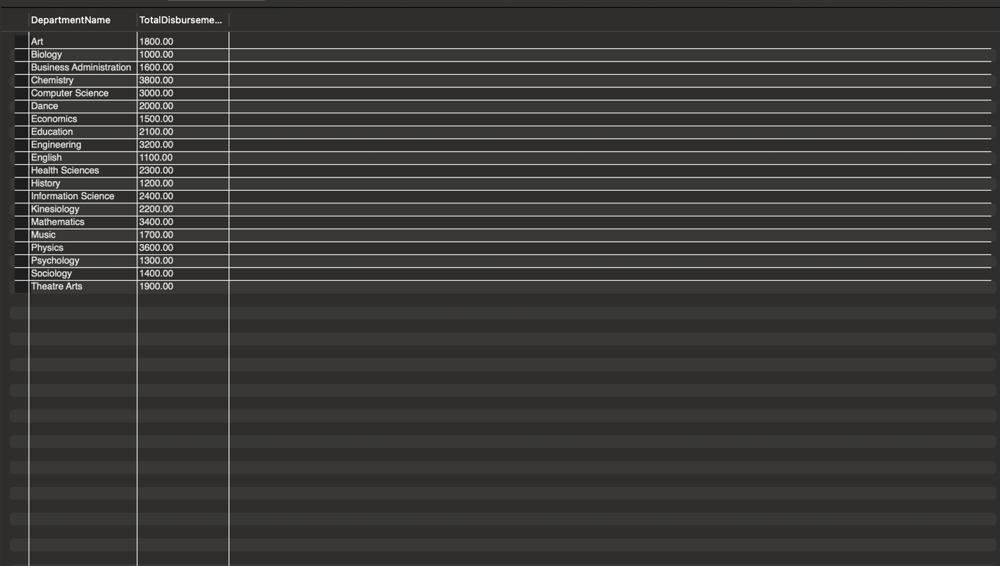 DepartmentName TotalDisburseme...
Art 1800.00
Biology 1000.00
Business Administration 1600.00
Chemistry 3800.00
Computer Science 3000.00
Dance 2000.00
Economics 1500.00
Education 2100.00
Engineering 3200.00
English 1100.00
Health Sciences 2300.00
History 1200.00
Information Science 2400.00
Kinesiology 2200.00
Mathematics 3400.00
Music 1700.00
Physics 3600.00
Psychology 1300.00
Sociology 1400.00
Theatre Arts 1900.00